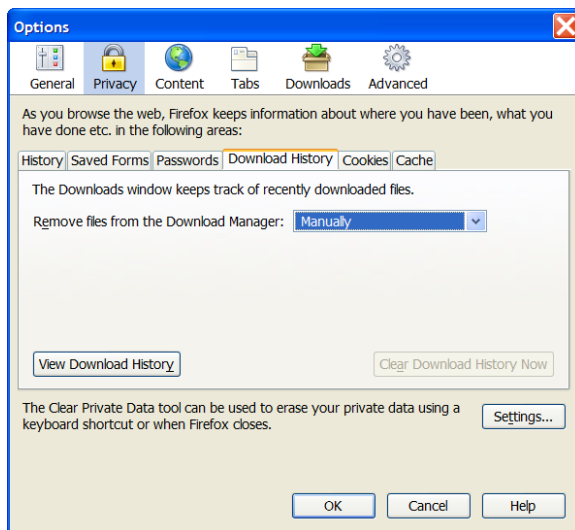 Options
General Privacy Content Tabs Downloads Advanced
As you browse the web, Firefox keeps information about where you have been, what you
have done etc. in the following areas:
History Saved Forms Passwords Download History Cookies Cache
The Downloads window keeps track of recently downloaded files.
Remove files from the Download Manager: Manually
View Download History Clear Download History Now
The Clear Private Data tool can be used to erase your private data using a
keyboard shortcut or when Firefox closes.
Settings...
OK Cancel Help